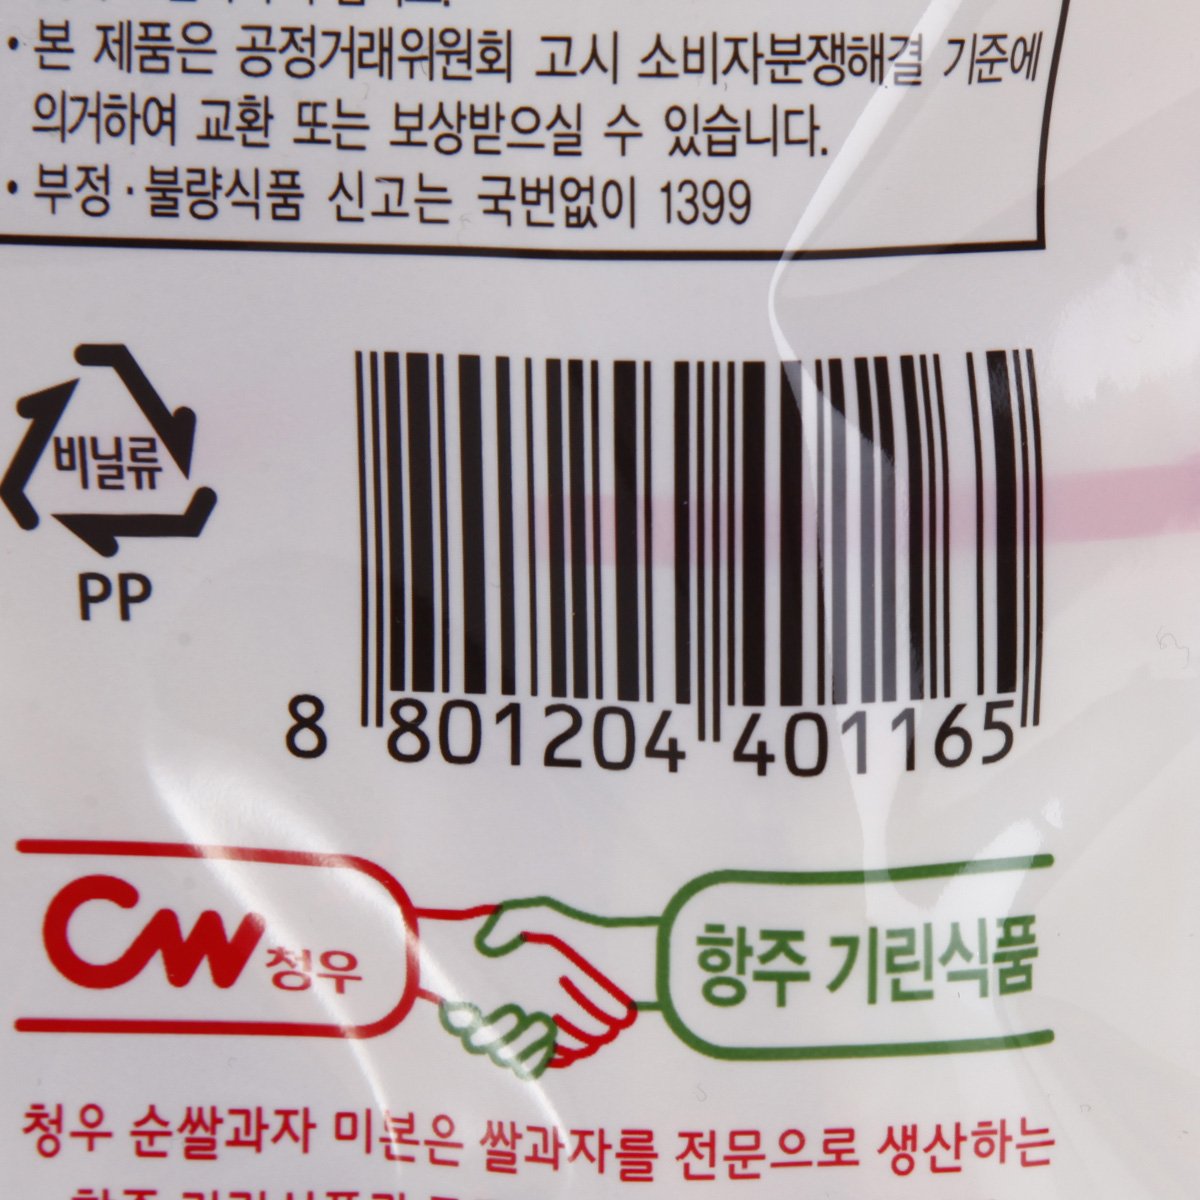 · 본 제품은 공정거래위원회 고시 소비자분쟁해결 기준에
의거하여 교환 또는 보상받으실 수 있습니다.
· 부정 · 불량식품 신고는 국번없이 1399
비닐류
PP
8 801204 401165
CW 청우
항주 기린식품
청우 순쌀과자 미본은 쌀과자를 전문으로 생산하는